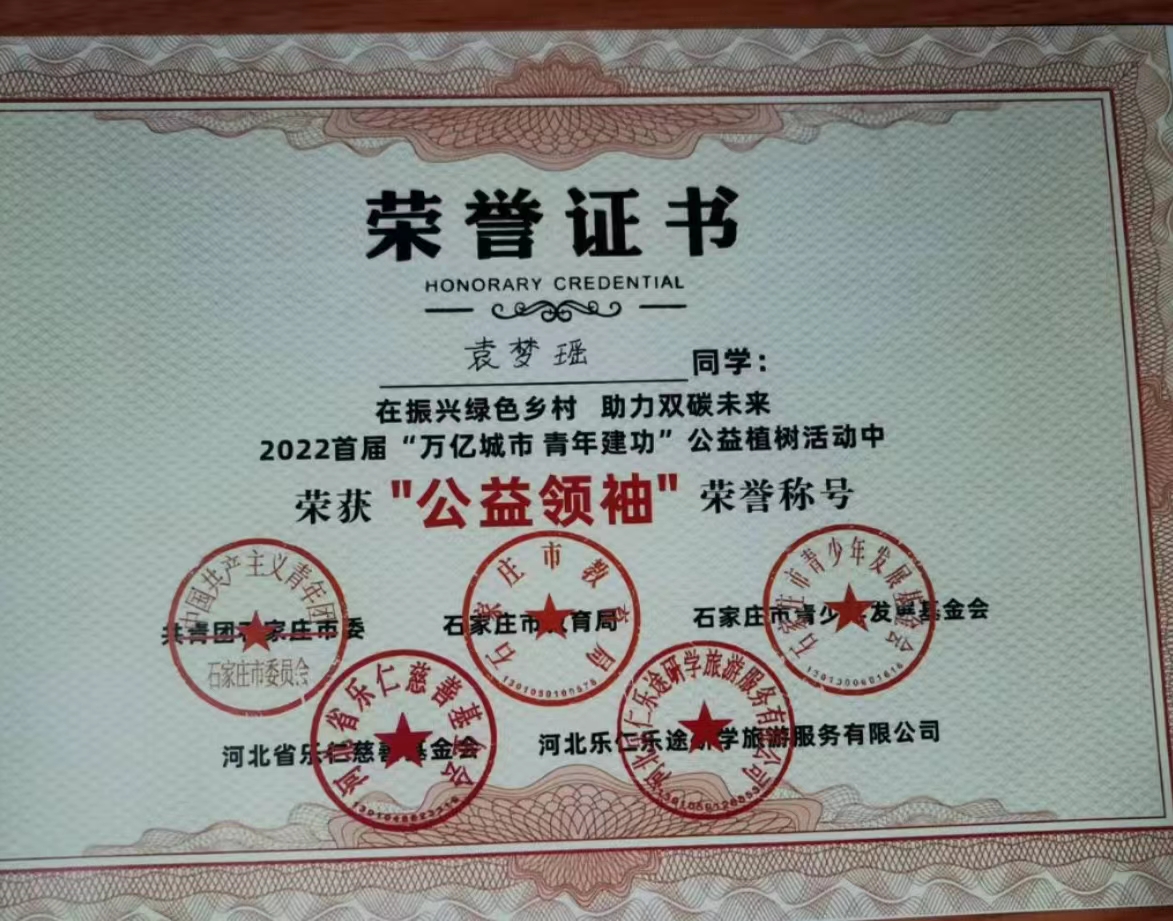 荣誉证书
HONORARY CREDENTIAL
袁梦瑶 同学：
在振兴绿色乡村 助力双碳未来
2022首届“万亿城市 青年建功”公益植树活动中
荣获"公益领袖"荣誉称号
共青团石家庄市委 石家庄市教育局 石家庄市青少年发展基金会
中国共产主义青年团
石家庄市委员会
石家庄市教育局
石家庄市青少年发展基金会
河北省乐仁慈善基金会 河北乐仁乐途研学旅游服务有限公司
河北省乐仁慈善基金会
河北乐仁乐途研学旅游服务有限公司